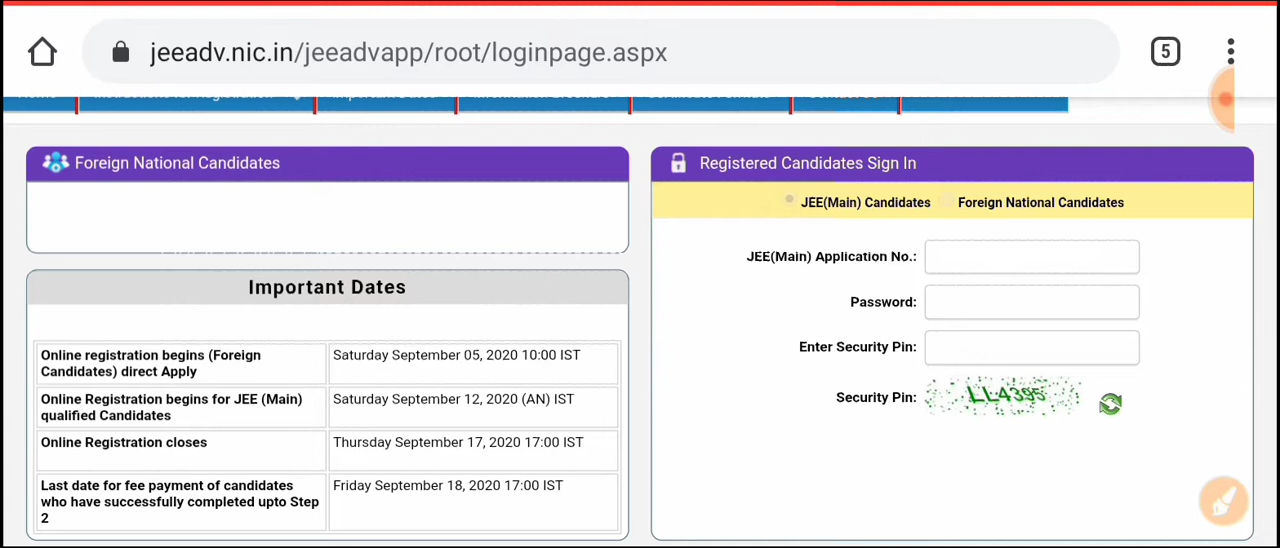 jeeadv.nic.in/jeeadvapp/root/loginpage.aspx
5
Foreign National Candidates
Important Dates
Online registration begins (Foreign
Candidates) direct Apply
Saturday September 05, 2020 10:00 IST
Online Registration begins for JEE (Main)
qualified Candidates
Saturday September 12, 2020 (AN) IST
Online Registration closes
Thursday September 17, 2020 17:00 IST
Last date for fee payment of candidates
who have successfully completed upto Step
2
Friday September 18, 2020 17:00 IST
Registered Candidates Sign In
JEE(Main) Candidates
Foreign National Candidates
JEE(Main) Application No.:
Password:
Enter Security Pin:
Security Pin:
LL4395